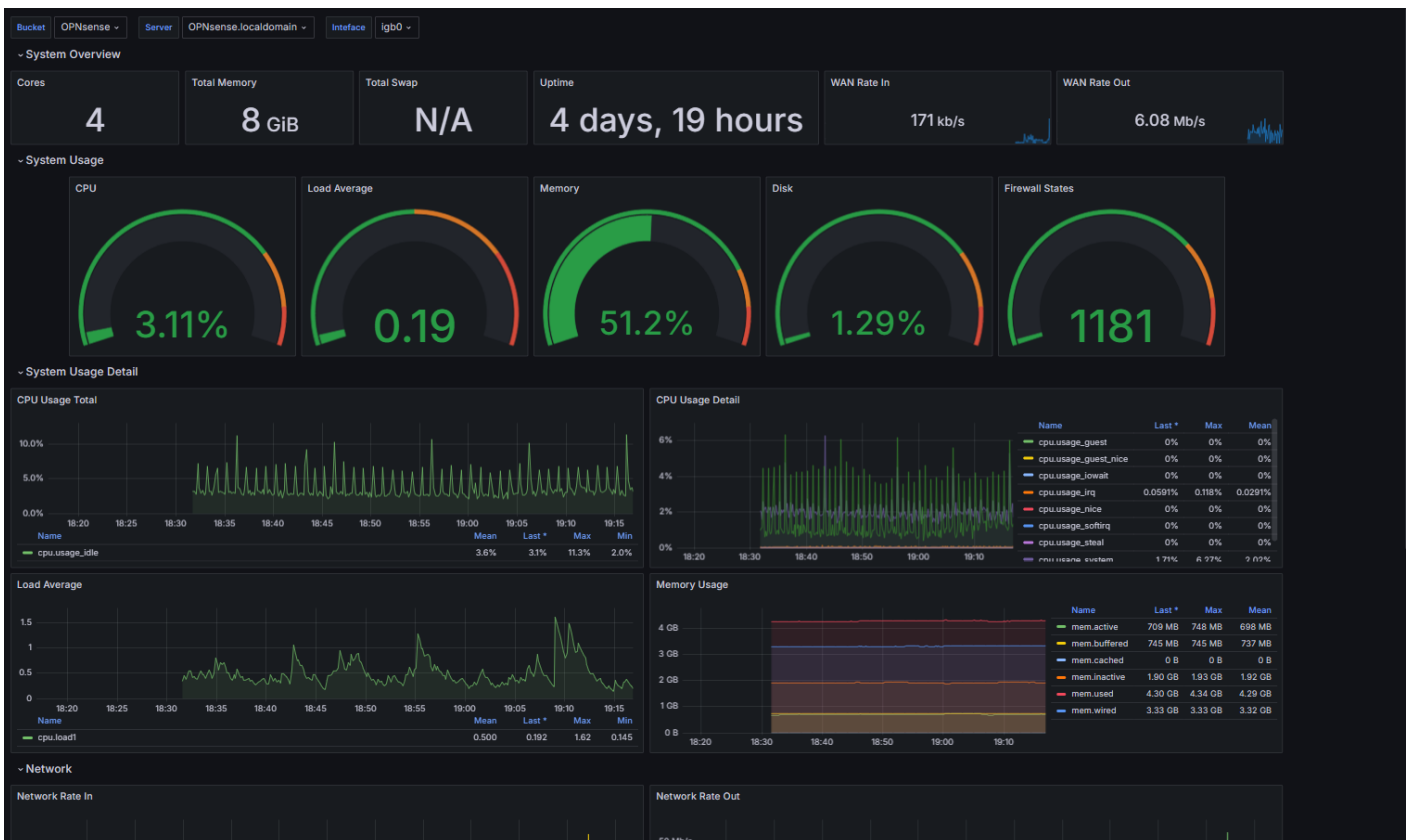 Bucket OPNsense Server OPNsense.localdomain Inteface igb0
System Overview
Cores Total Memory Total Swap Uptime WAN Rate In WAN Rate Out
4 8 GiB N/A 4 days, 19 hours 171 kb/s 6.08 Mb/s
System Usage
CPU Load Average Memory Disk Firewall States
3.11% 0.19 51.2% 1.29% 1181
System Usage Detail
CPU Usage Total
10.0%
5.0%
0.0%
18:20 18:25 18:30 18:35 18:40 18:45 18:50 18:55 19:00 19:05 19:10 19:15
Name Mean Last * Max Min
cpu.usage_idle 3.6% 3.1% 11.3% 2.0%
CPU Usage Detail
6%
4%
2%
0%
18:20 18:30 18:40 18:50 19:00 19:10
Name Last * Max Mean
cpu.usage_guest 0% 0% 0%
cpu.usage_guest_nice 0% 0% 0%
cpu.usage_iowait 0% 0% 0%
cpu.usage_irq 0.0591% 0.118% 0.0291%
cpu.usage_nice 0% 0% 0%
cpu.usage_softirq 0% 0% 0%
cpu.usage_steal 0% 0% 0%
cpu.usage_system 1.71% 6.27% 2.02%
Load Average
1.5
1
0.5
0
18:20 18:25 18:30 18:35 18:40 18:45 18:50 18:55 19:00 19:05 19:10 19:15
Name Mean Last * Max Min
cpu.load1 0.500 0.192 1.62 0.145
Memory Usage
4 GB
3 GB
2 GB
1 GB
0 B
18:20 18:30 18:40 18:50 19:00 19:10
Name Last * Max Mean
mem.active 709 MB 748 MB 698 MB
mem.buffered 745 MB 745 MB 737 MB
mem.cached 0 B 0 B 0 B
mem.inactive 1.90 GB 1.93 GB 1.92 GB
mem.used 4.30 GB 4.34 GB 4.29 GB
mem.wired 3.33 GB 3.33 GB 3.32 GB
Network
Network Rate In
Network Rate Out